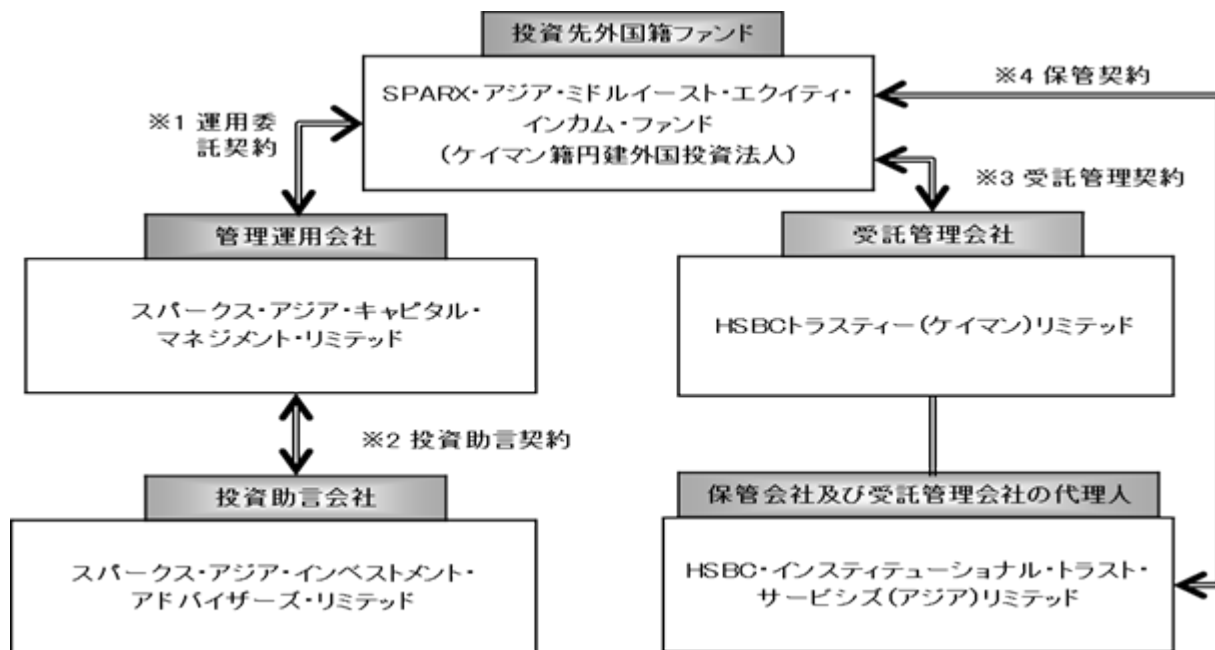 投資先外国籍ファンド
SPARX・アジア・ミドルイースト・エクイティ・
インカム・ファンド
(ケイマン籍円建外国投資法人)
※4 保管契約
※1 運用委
託契約
※3 受託管理契約
管理運用会社
スパークス・アジア・キャピタル・
マネジメント・リミテッド
受託管理会社
HSBCトラスティー(ケイマン)リミテッド
※2 投資助言契約
投資助言会社
スパークス・アジア・インベストメント・
アドバイザーズ・リミテッド
保管会社及び受託管理会社の代理人
HSBC・インスティテューショナル・トラスト・
サービシズ(アジア)リミテッド